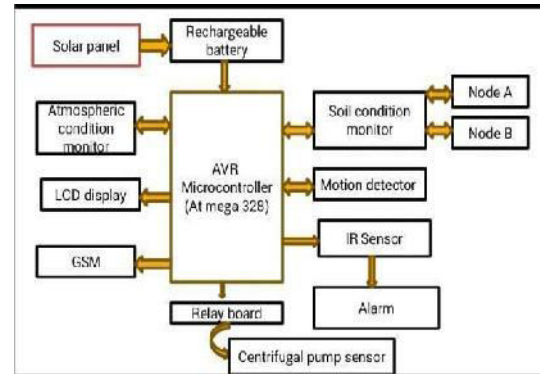 Solar panel
Rechargeable
battery
Atmospheric
condition
monitor
AVR
Microcontroller
(At mega 328)
Soil condition
monitor
Node A
Node B
LCD display
Motion detector
GSM
IR Sensor
Relay board
Alarm
Centrifugal pump sensor